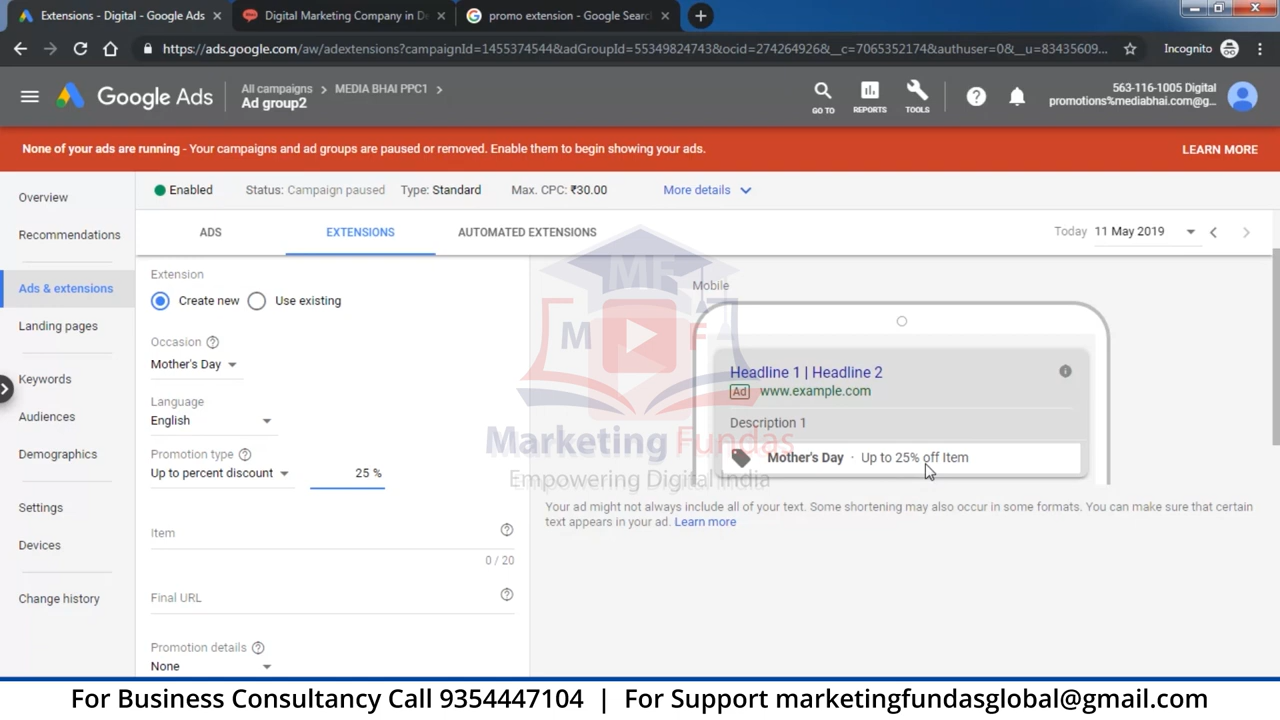 Extensions - Digital - Google Ads
Digital Marketing Company in De
promo extension - Google Search
https://ads.google.com/aw/adextensions?campaignId=1455374544&adGroupId=55349824743&ocid=274264926&__c=7065352174&authuser=0&__u=83435609...
Incognito
Google Ads
All campaigns > MEDIA BHAI PPC1 >
Ad group2
GO TO
REPORTS
TOOLS
563-116-1005 Digital
promotions%mediabhai.com@g...
None of your ads are running - Your campaigns and ad groups are paused or removed. Enable them to begin showing your ads.
LEARN MORE
Overview
Recommendations
Ads & extensions
Landing pages
Keywords
Audiences
Demographics
Settings
Devices
Change history
Enabled
Status: Campaign paused
Type: Standard
Max. CPC: ₹30.00
More details
ADS
EXTENSIONS
AUTOMATED EXTENSIONS
Today
11 May 2019
Extension
Create new
Use existing
Occasion
Mother's Day
Language
English
Promotion type
Up to percent discount
25 %
Item
0 / 20
Final URL
Promotion details
None
Mobile
Headline 1 | Headline 2
Ad www.example.com
Description 1
Mother's Day · Up to 25% off Item
Your ad might not always include all of your text. Some shortening may also occur in some formats. You can make sure that certain
text appears in your ad. Learn more
MF
M
F
Marketing Fundas
Empowering Digital India
For Business Consultancy Call 9354447104 | For Support marketingfundasglobal@gmail.com